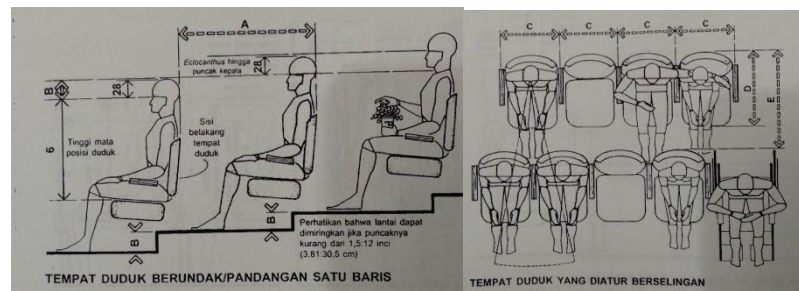 A
Ectocanthus hingga
puncak kepala
28
B
28
6
Tinggi mata
posisi duduk
Sisi
belakang
tempat
duduk
B
B
Perhatikan bahwa lantai dapat
dimiringkan jika puncaknya
kurang dari 1,5:12 inci
(3,81:30,5 cm)
TEMPAT DUDUK BERUNDAK/PANDANGAN SATU BARIS
C C C C
D
E
TEMPAT DUDUK YANG DIATUR BERSELINGAN